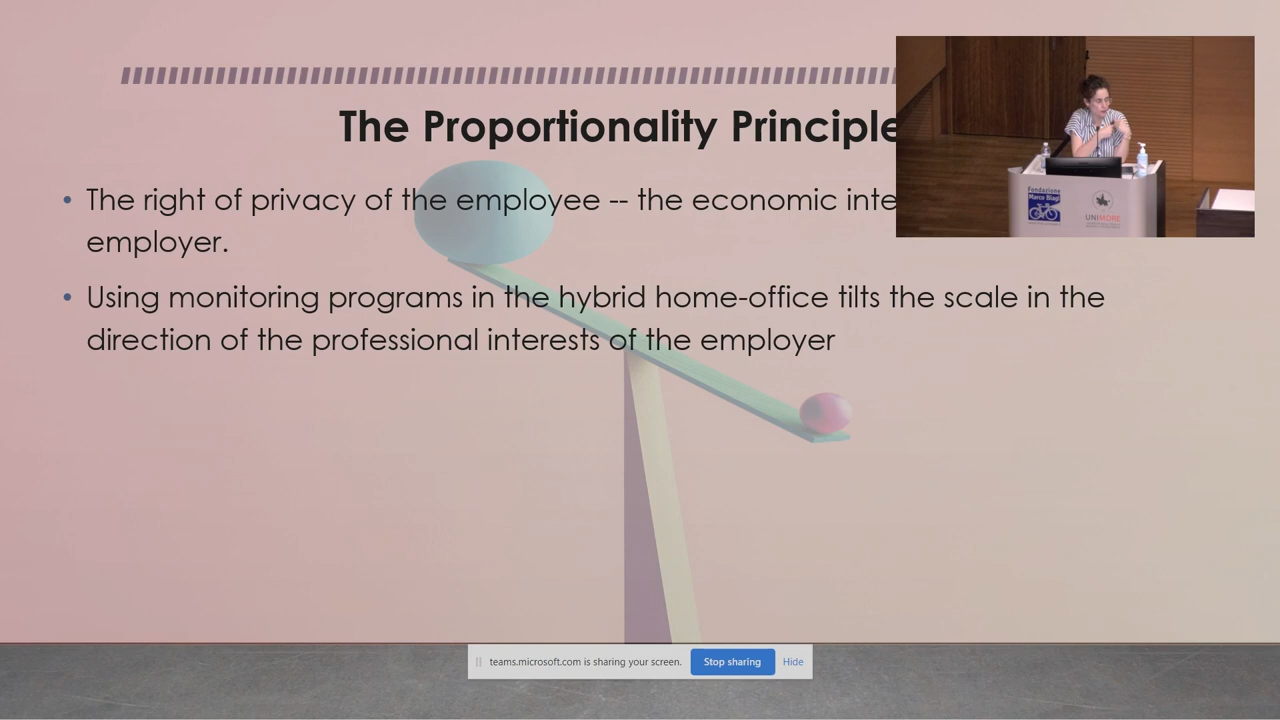 The Proportionality Principle
• The right of privacy of the employee -- the economic inte
employer.
• Using monitoring programs in the hybrid home-office tilts the scale in the
direction of the professional interests of the employer
Fondazione
Marco Biagi
UNIMORE
teams.microsoft.com is sharing your screen.
Stop sharing
Hide